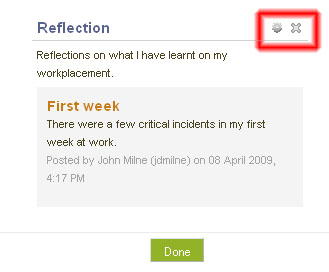 Reflection
Reflections on what I have learnt on my
workplacement.
First week
There were a few critical incidents in my first
week at work.
Posted by John Milne (jdmilne) on 08 April 2009,
4:17 PM
Done